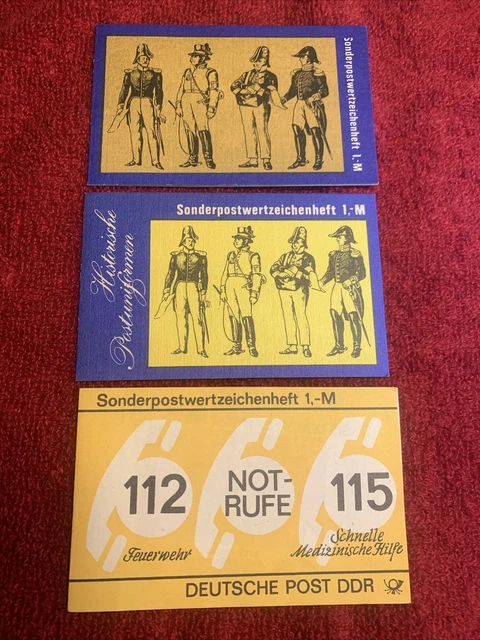 Sonderpostwertzeichenheft 1,-M
Sonderpostwertzeichenheft 1,-M
Historische
Postuniformen
Sonderpostwertzeichenheft 1,-M
112
NOT-
RUFE
115
Feuerwehr
Schnelle
Medizinische Hilfe
DEUTSCHE POST DDR